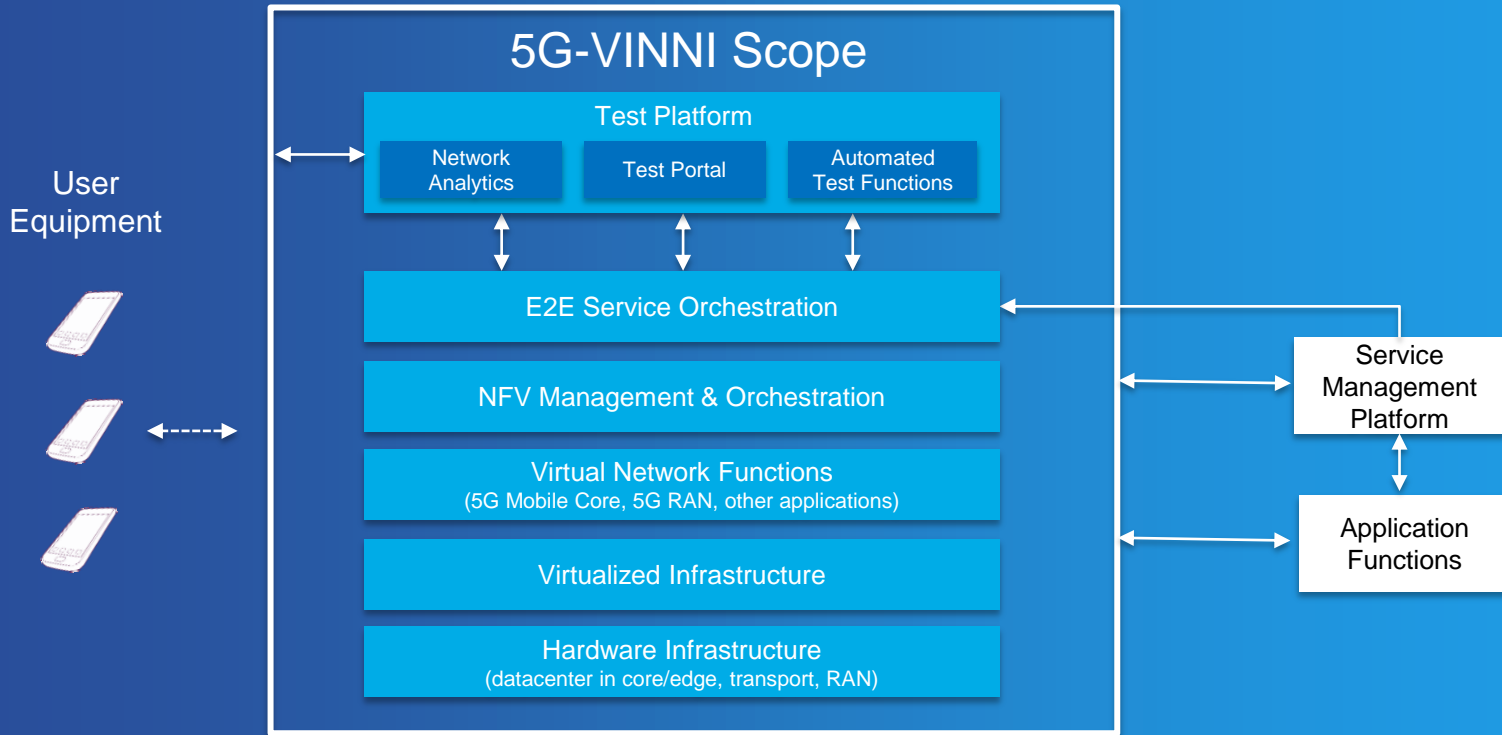 5G-VINNI Scope
Test Platform
Network
Analytics
Test Portal
Automated
Test Functions
User
Equipment
E2E Service Orchestration
NFV Management & Orchestration
Virtual Network Functions
(5G Mobile Core, 5G RAN, other applications)
Virtualized Infrastructure
Hardware Infrastructure
(datacenter in core/edge, transport, RAN)
Service
Management
Platform
Application
Functions